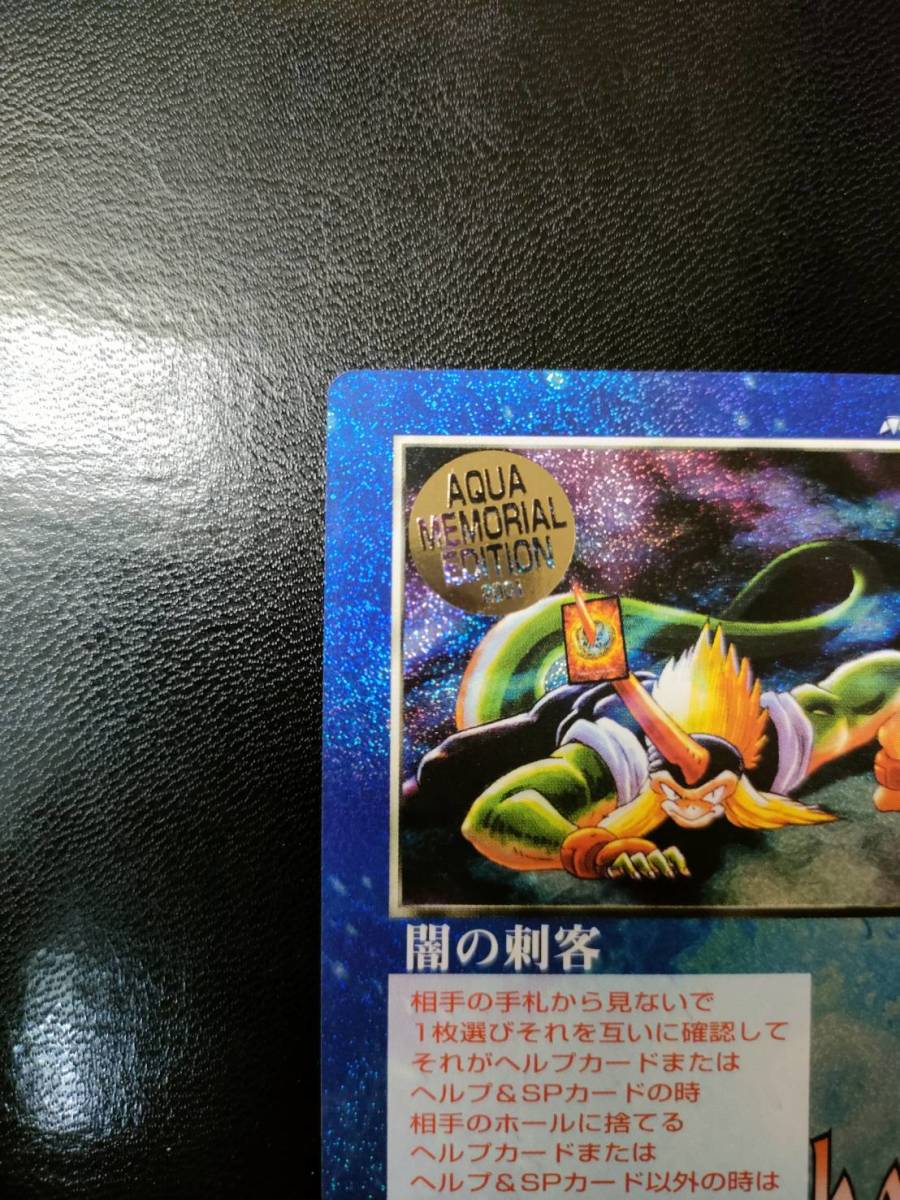 AQUA
MEMORIAL
EDITION
2001
闇の刺客
相手の手札から見ないで
1枚選びそれを互いに確認して
それがヘルプカードまたは
ヘルプ&SPカードの時
相手のホールに捨てる
ヘルプカードまたは
ヘルプ&SPカード以外の時は